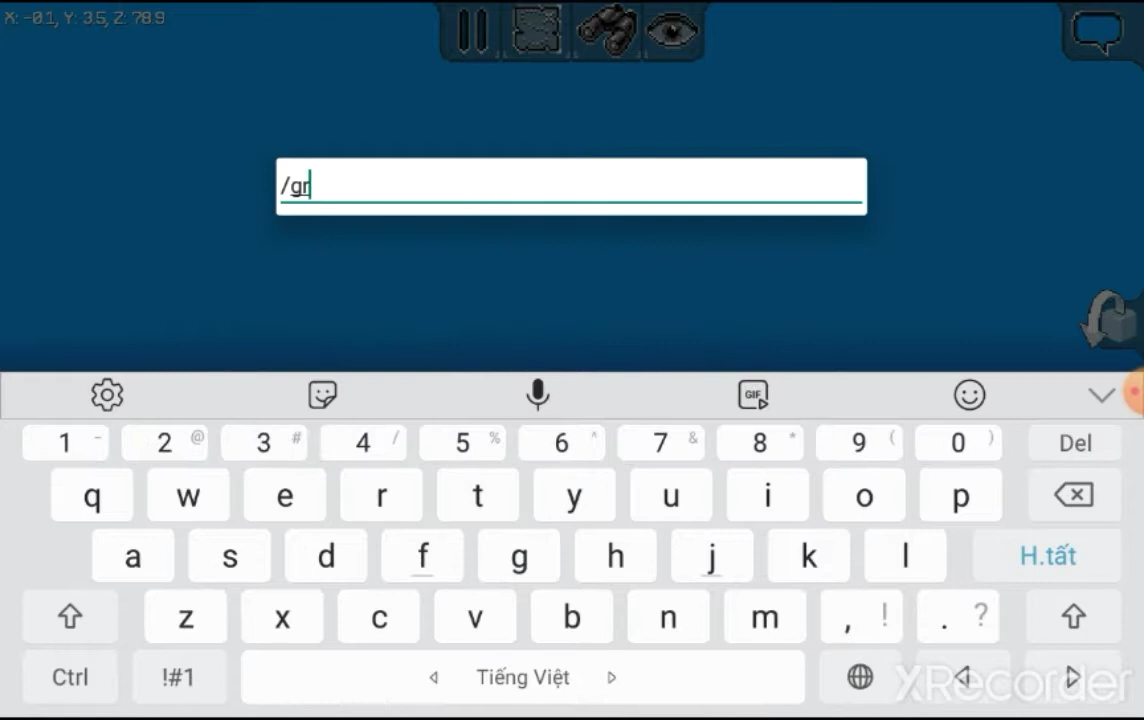 X: -0.1, Y: 3.5, Z: 78.9
/gr
GIF
1 - 2 @ 3 # 4 / 5 % 6 ^ 7 & 8 * 9 ( 0 ) Del
q w e r t y u i o p
a s d f g h j k l H.tất
z x c v b n m , ! . ?
Ctrl !#1 Tiếng Việt
XRecorder